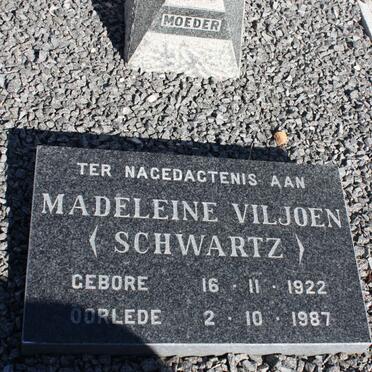 MOEDER
TER NAGEDACTENIS AAN
MADELEINE VILJOEN
( SCHWARTZ )
GEBORE 16 · 11 · 1922
OORLEDE 2 · 10 · 1987